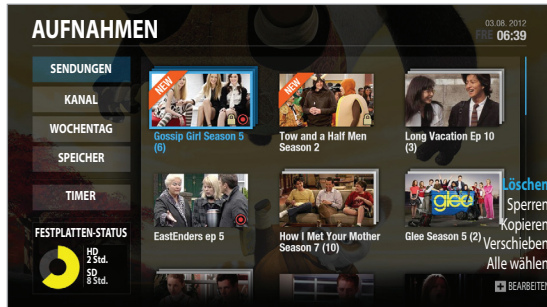 AUFNAHMEN
03.08. 2012
FRE 06:39
SENDUNGEN
KANAL
WOCHENTAG
SPEICHER
TIMER
FESTPLATTEN-STATUS
HD
2 Std.
SD
8 Std.
NEW
Gossip Girl Season 5
(6)
NEW
Tow and a Half Men
Season 2
Long Vacation Ep 10
(3)
EastEnders ep 5
How I Met Your Mother
Season 7 (10)
glee
Glee Season 5 (2)
Löschen
Sperren
Kopieren
Verschieben
Alle wählen
BEARBEITEN